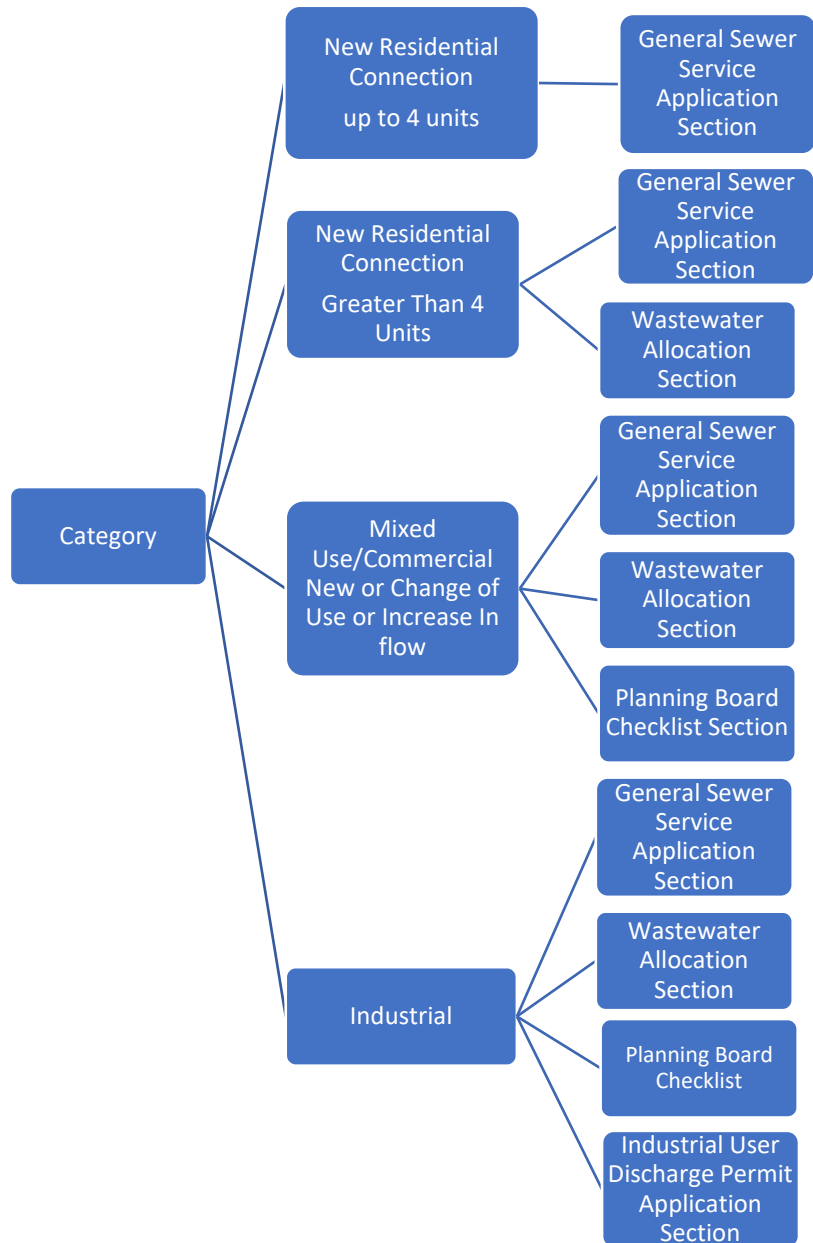 New Residential
Connection
up to 4 units
General Sewer
Service
Application
Section
New Residential
Connection
Greater Than 4
Units
General Sewer
Service
Application
Section
Wastewater
Allocation
Section
Category
Mixed
Use/Commercial
New or Change of
Use or Increase In
flow
General Sewer
Service
Application
Section
Wastewater
Allocation
Section
Planning Board
Checklist Section
Industrial
General Sewer
Service
Application
Section
Wastewater
Allocation
Section
Planning Board
Checklist
Industrial User
Discharge Permit
Application
Section